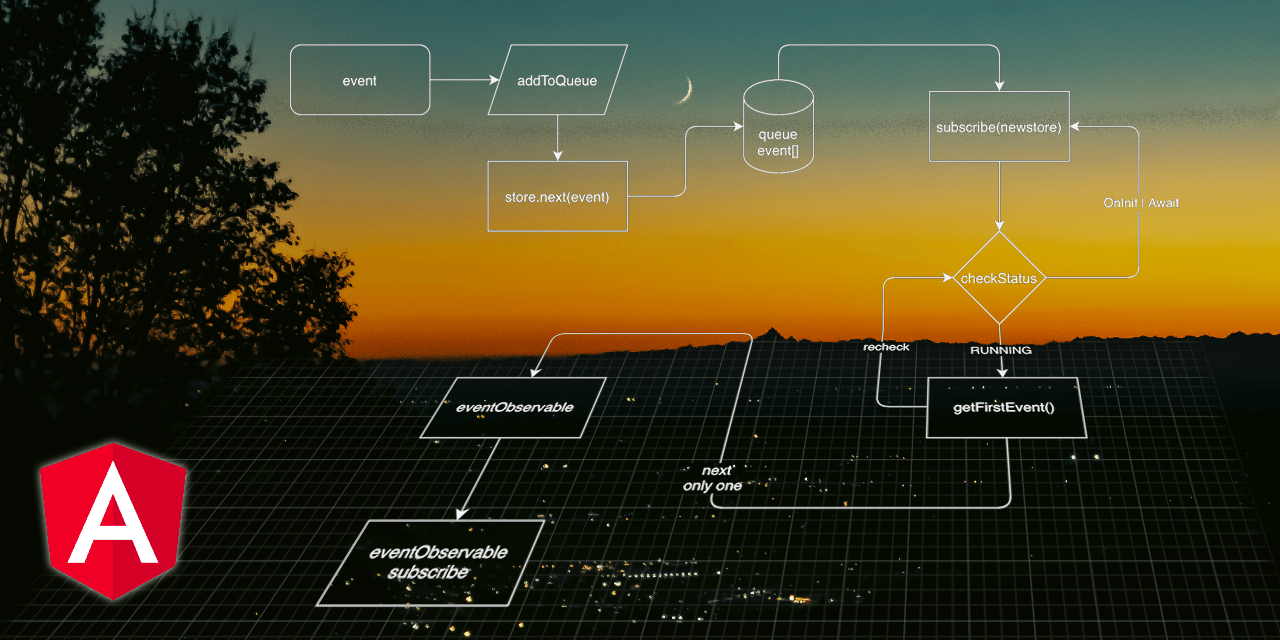 event
addToQueue
store.next(event)
queue
event[]
subscribe(newstore)
OnInit | Await
checkStatus
recheck
RUNNING
getFirstEvent()
eventObservable
next
only one
eventObservable
subscribe
A